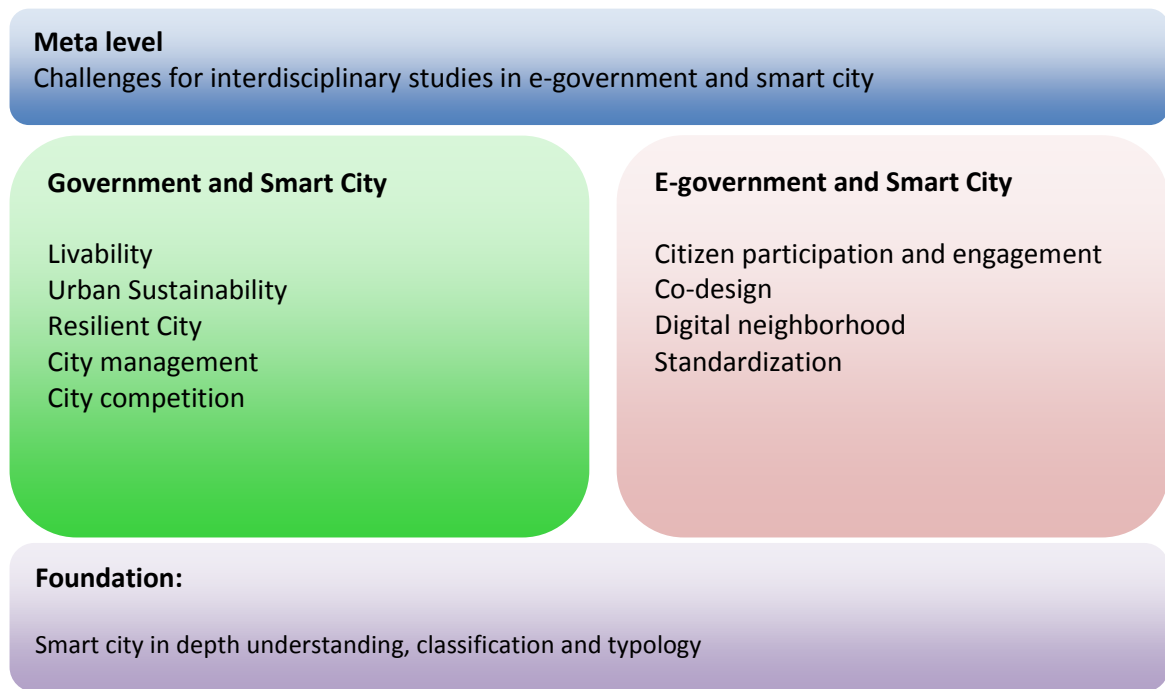 Meta level
Challenges for interdisciplinary studies in e-government and smart city
Government and Smart City
Livability
Urban Sustainability
Resilient City
City management
City competition
E-government and Smart City
Citizen participation and engagement
Co-design
Digital neighborhood
Standardization
Foundation:
Smart city in depth understanding, classification and typology